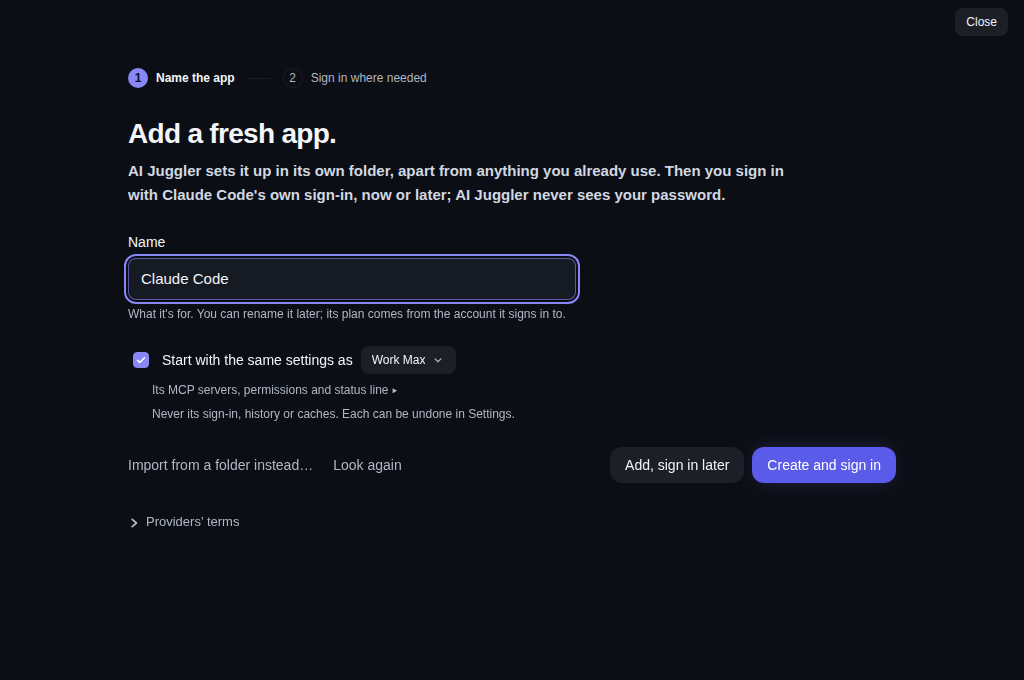 Close
1 Name the app 2 Sign in where needed
Add a fresh app.
AI Juggler sets it up in its own folder, apart from anything you already use. Then you sign in
with Claude Code's own sign-in, now or later; AI Juggler never sees your password.
Name
Claude Code
What it's for. You can rename it later; its plan comes from the account it signs in to.
Start with the same settings as Work Max
Its MCP servers, permissions and status line ▸
Never its sign-in, history or caches. Each can be undone in Settings.
Import from a folder instead… Look again Add, sign in later Create and sign in
Providers' terms